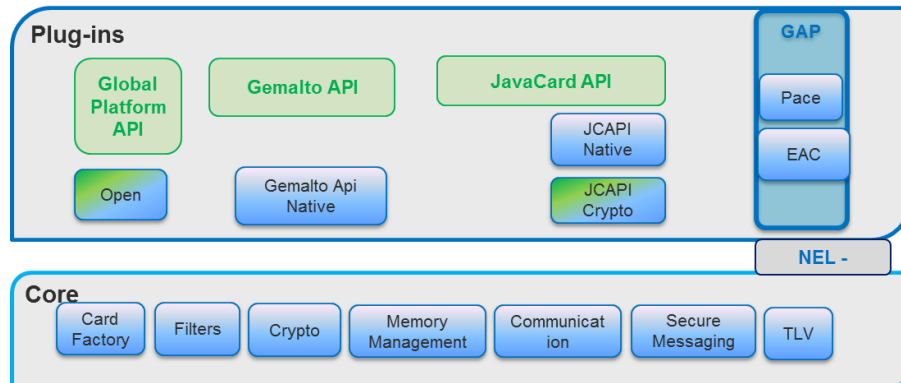 Plug-ins
GAP
Global
Platform
API
Gemalto API
JavaCard API
Pace
JCAPI
Native
EAC
Open
Gemalto Api
Native
JCAPI
Crypto
NEL -
Core
Card
Factory
Filters
Crypto
Memory
Management
Communicat
ion
Secure
Messaging
TLV